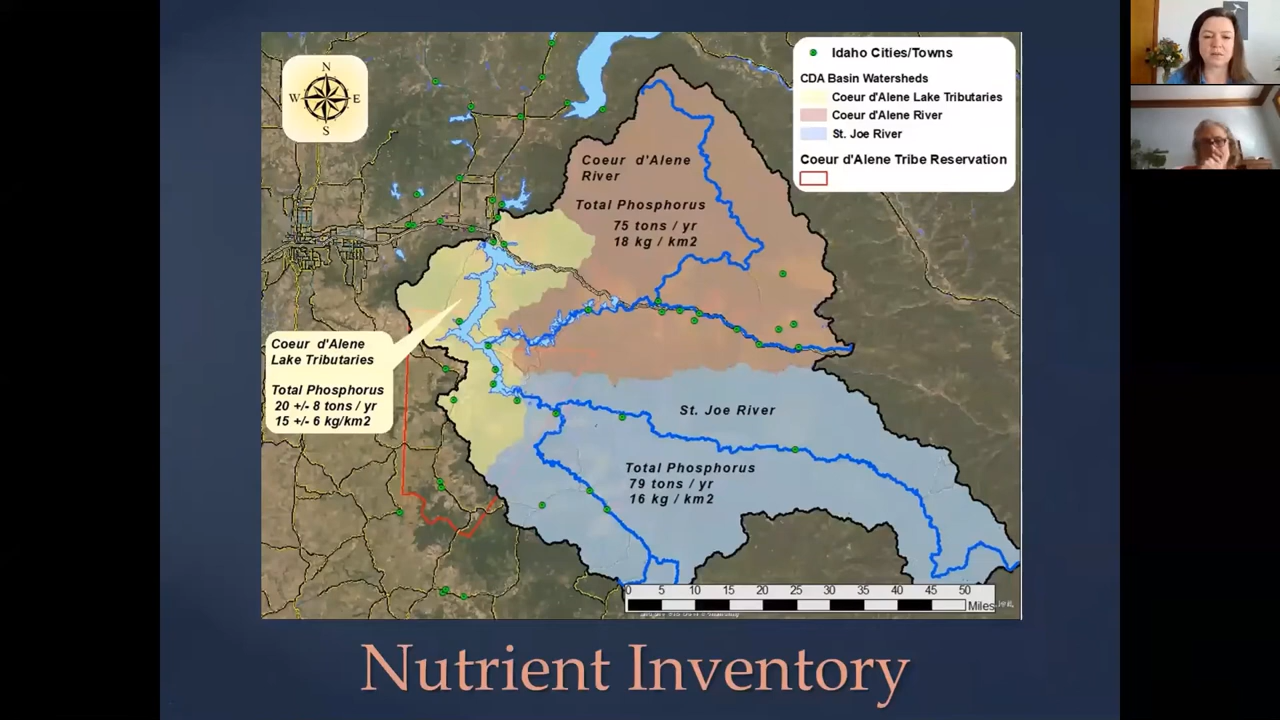 N
W E
S
Idaho Cities/Towns
CDA Basin Watersheds
Coeur d'Alene Lake Tributaries
Coeur d'Alene River
St. Joe River
Coeur d'Alene Tribe Reservation
Coeur d'Alene
River
Total Phosphorus
75 tons / yr
18 kg / km2
Coeur d'Alene
Lake Tributaries
Total Phosphorus
20 +/- 8 tons / yr
15 +/- 6 kg/km2
St. Joe River
Total Phosphorus
79 tons / yr
16 kg / km2
0 5 10 15 20 25 30 35 40 45 50
Miles
Nutrient Inventory